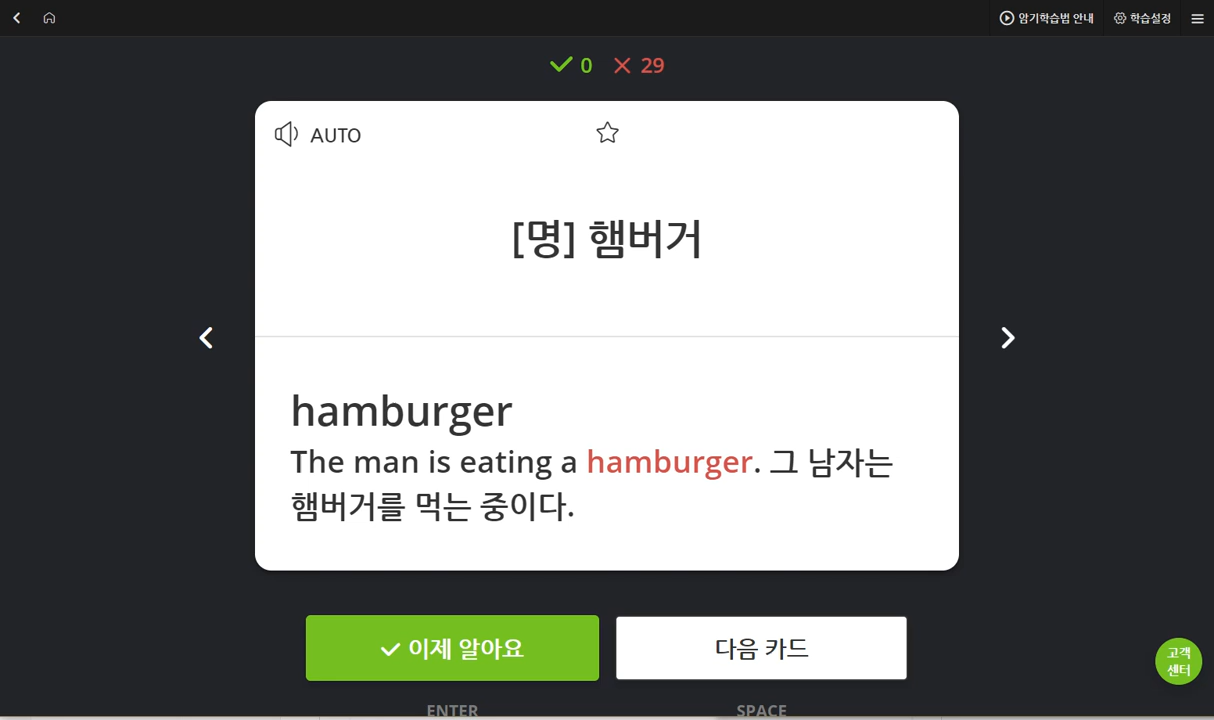 암기학습법 안내 학습설정
0 29
AUTO
[명] 햄버거
hamburger
The man is eating a hamburger. 그 남자는
햄버거를 먹는 중이다.
이제 알아요 다음 카드
고객
센터
ENTER SPACE